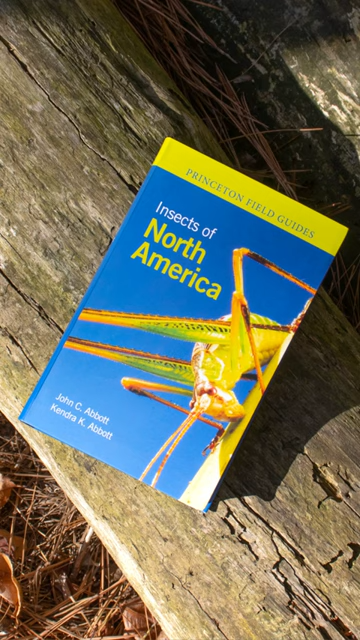 PRINCETON FIELD GUIDES
Insects of
North
America
John C. Abbott
Kendra K. Abbott